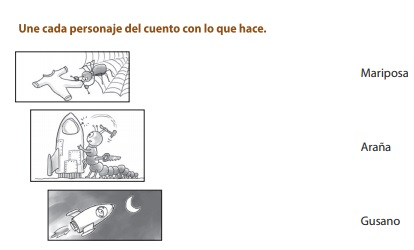 Une cada personaje del cuento con lo que hace.
Mariposa
Araña
Gusano